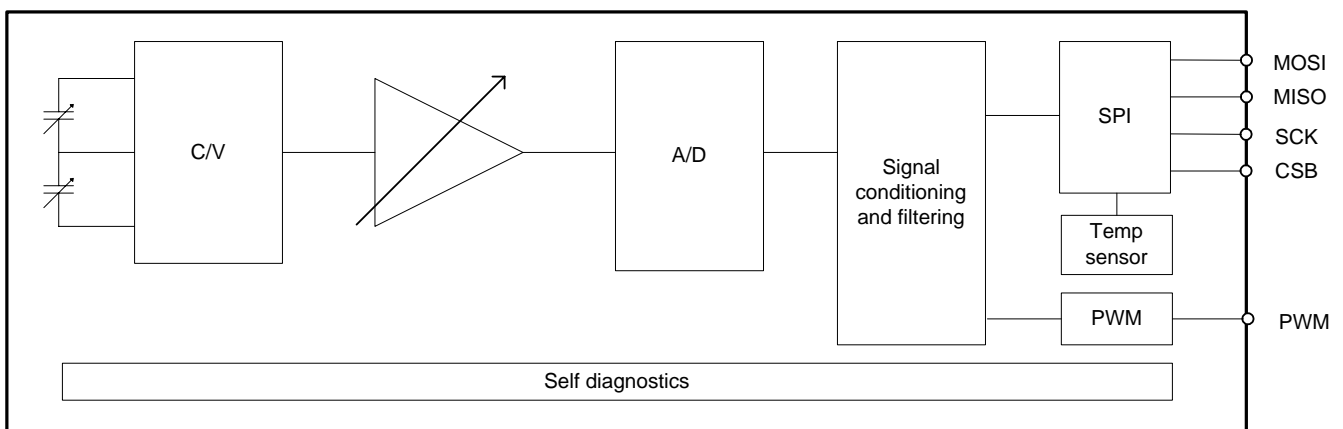 C/V
A/D
Signal
conditioning
and filtering
SPI
MOSI
MISO
SCK
CSB
Temp
sensor
PWM
PWM
Self diagnostics